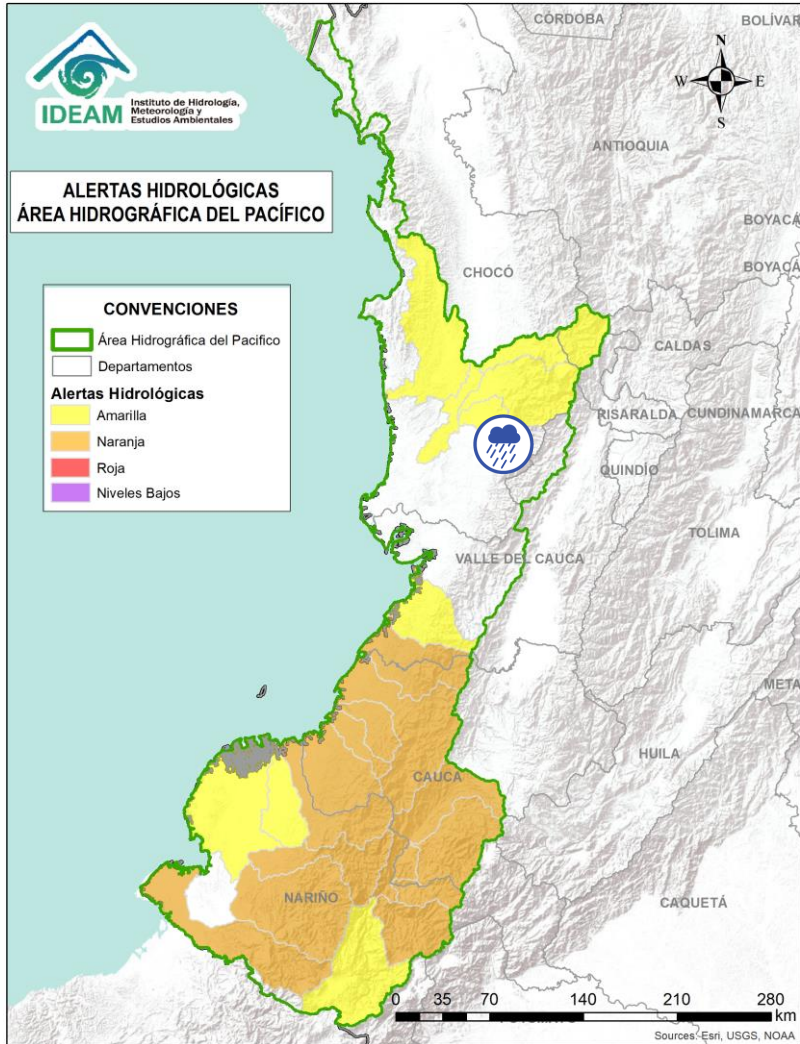 CÓRDOBA
BOLÍVAR
IDEAM
Instituto de Hidrología,
Meteorología y
Estudios Ambientales
N
W
E
S
ANTIOQUIA
ALERTAS HIDROLÓGICAS
ÁREA HIDROGRÁFICA DEL PACÍFICO
BOYACÁ
BOYACÁ
CHOCÓ
CONVENCIONES
Área Hidrográfica del Pacifico
Departamentos
Alertas Hidrológicas
Amarilla
Naranja
Roja
Niveles Bajos
CALDAS
RISARALDA
CUNDINAMARCA
QUINDÍO
TOLIMA
VALLE DEL CAUCA
META
HUILA
CAUCA
NARIÑO
CAQUETÁ
0 35 70 140 210 280
km
Sources: Esri, USGS, NOAA